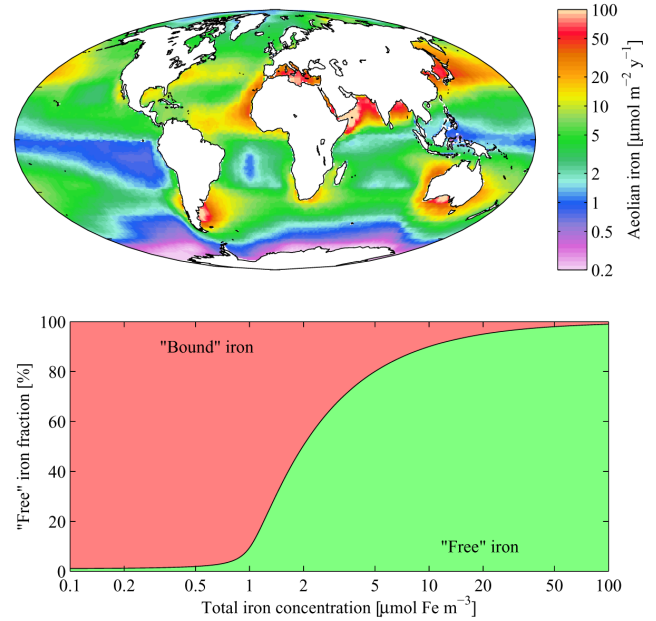 100
50
20
10
5
2
1
0.5
0.2
Aeolian iron [µmol m⁻² y⁻¹]
100
80
60
40
20
0
"Free" iron fraction [%]
"Bound" iron
"Free" iron
0.1 0.2 0.5 1 2 5 10 20 50 100
Total iron concentration [µmol Fe m⁻³]